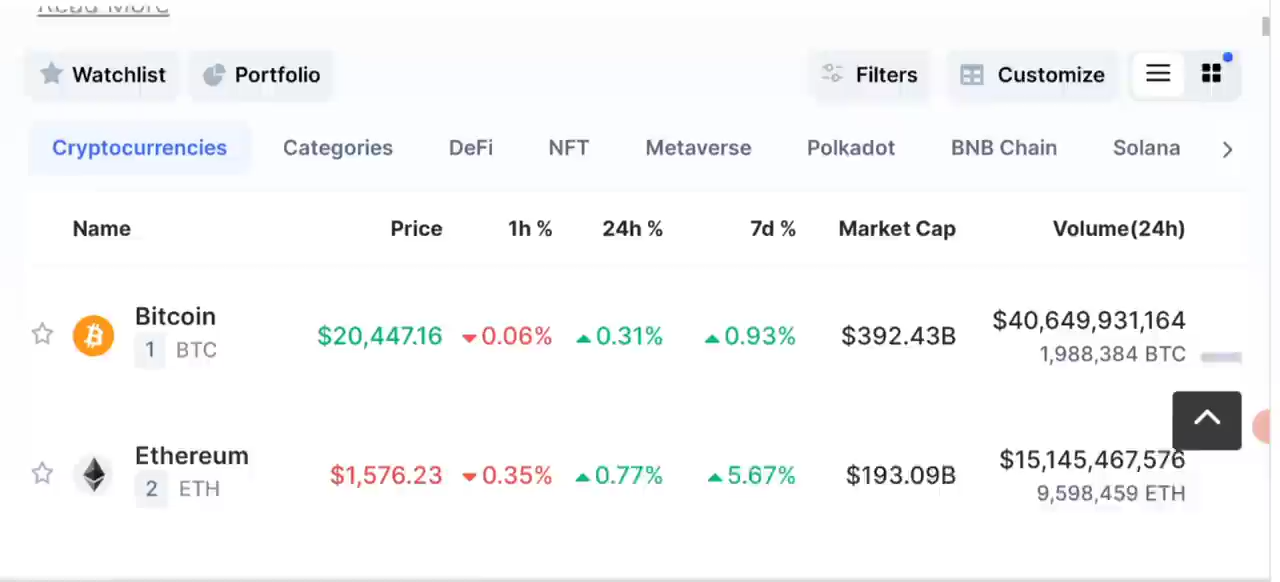 Read More
Watchlist Portfolio Filters Customize
Cryptocurrencies Categories DeFi NFT Metaverse Polkadot BNB Chain Solana
Name Price 1h % 24h % 7d % Market Cap Volume(24h)
Bitcoin
1 BTC
$20,447.16 0.06% 0.31% 0.93% $392.43B $40,649,931,164
1,988,384 BTC
Ethereum
2 ETH
$1,576.23 0.35% 0.77% 5.67% $193.09B $15,145,467,576
9,598,459 ETH